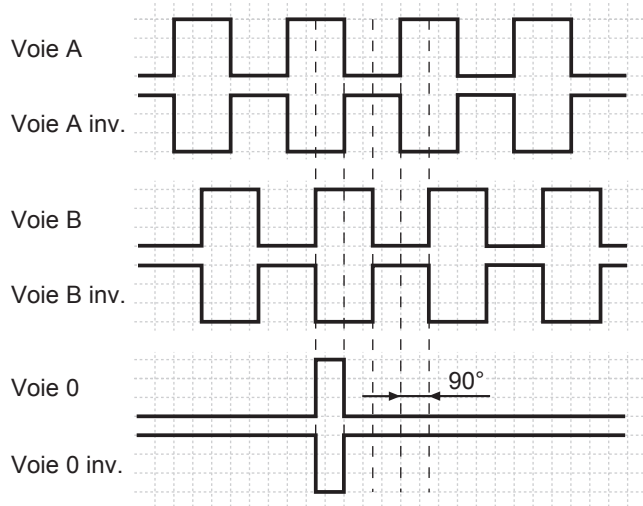 Voie A
Voie A inv.
Voie B
Voie B inv.
Voie 0
90°
Voie 0 inv.